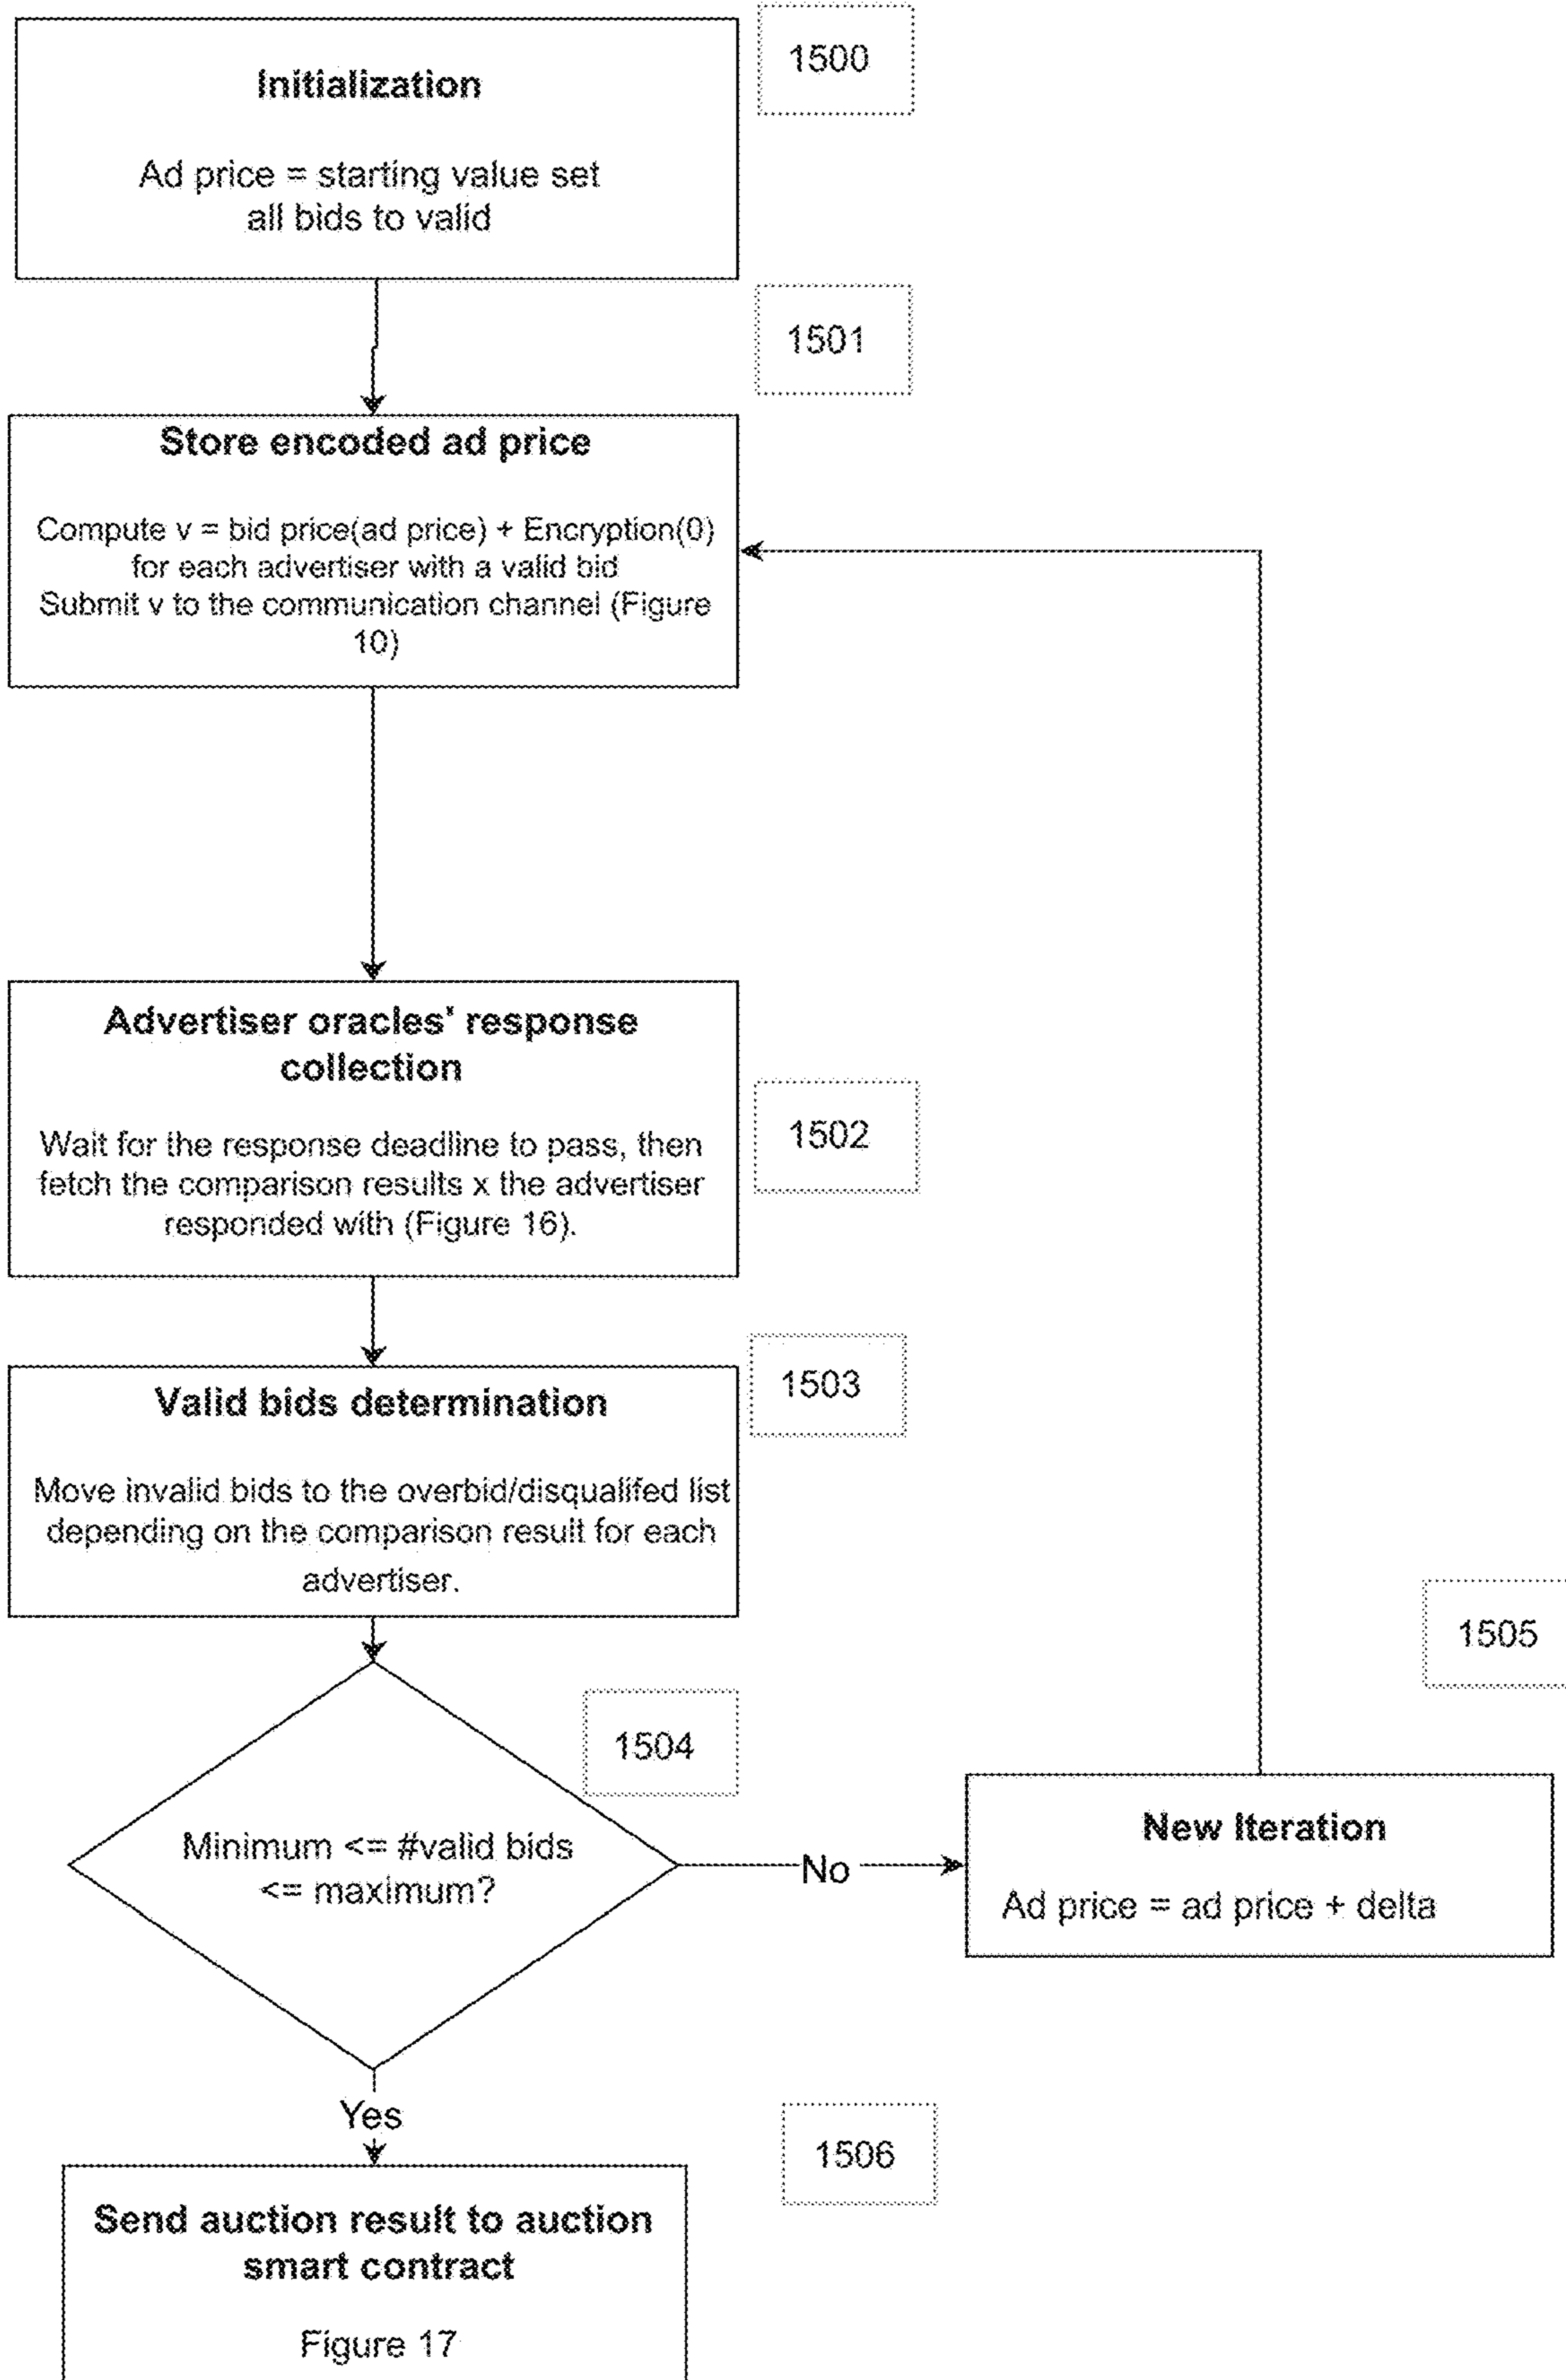 Initialization
1500
Ad price = starting value set
all bids to valid
1501
Store encoded ad price
Compute v = bid price(ad price) + Encryption(0)
for each advertiser with a valid bid
Submit v to the communication channel (Figure
10)
Advertiser oracles' response
collection
1502
Wait for the response deadline to pass, then
fetch the comparison results x the advertiser
responded with (Figure 16).
1503
Valid bids determination
Move invalid bids to the overbid/disqualifed list
depending on the comparison result for each
advertiser.
1504
Minimum <= #valid bids
<= maximum?
No
1505
New Iteration
Ad price = ad price + delta
Yes
1506
Send auction result to auction
smart contract
Figure 17